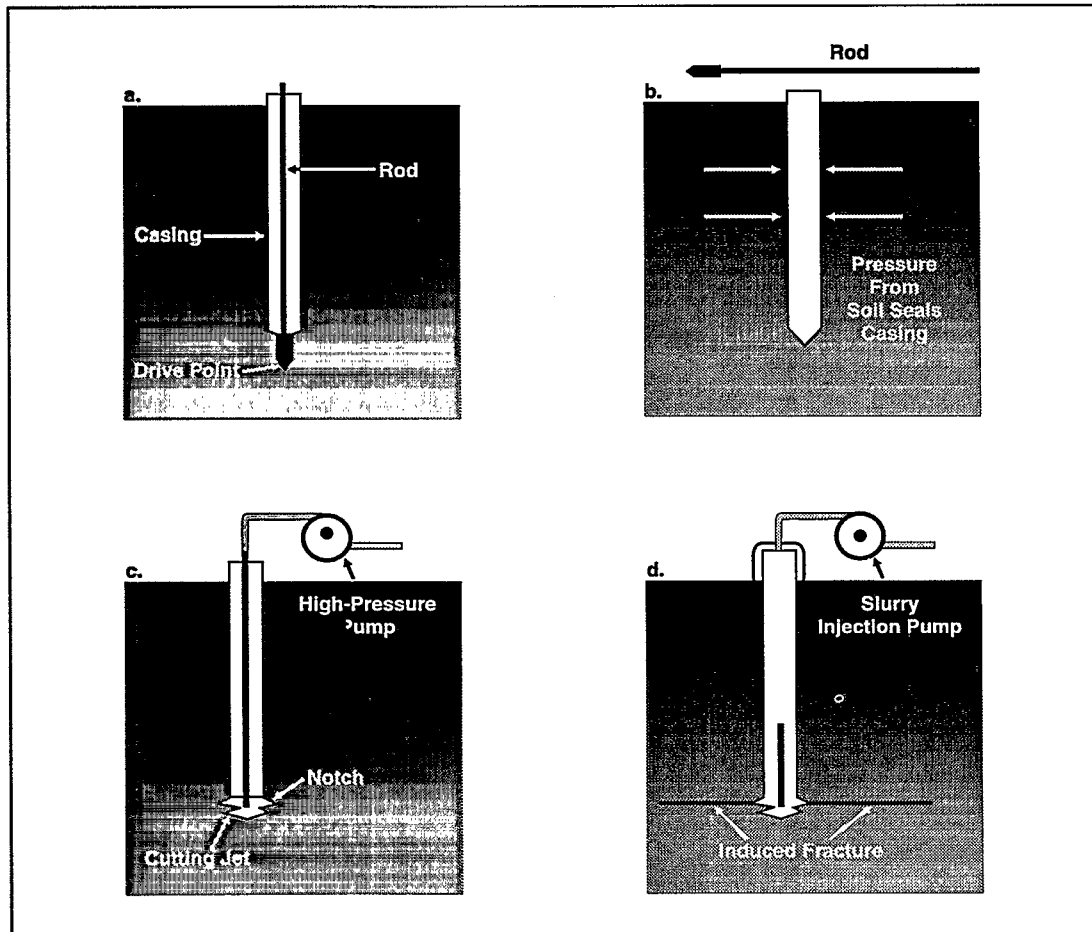 a.
Rod
Casing
Drive Point
Rod
b.
Pressure
From
Soil Seals
Casing
c.
High-Pressure
Pump
Notch
Cutting Jet
d.
Slurry
Injection Pump
Induced Fracture